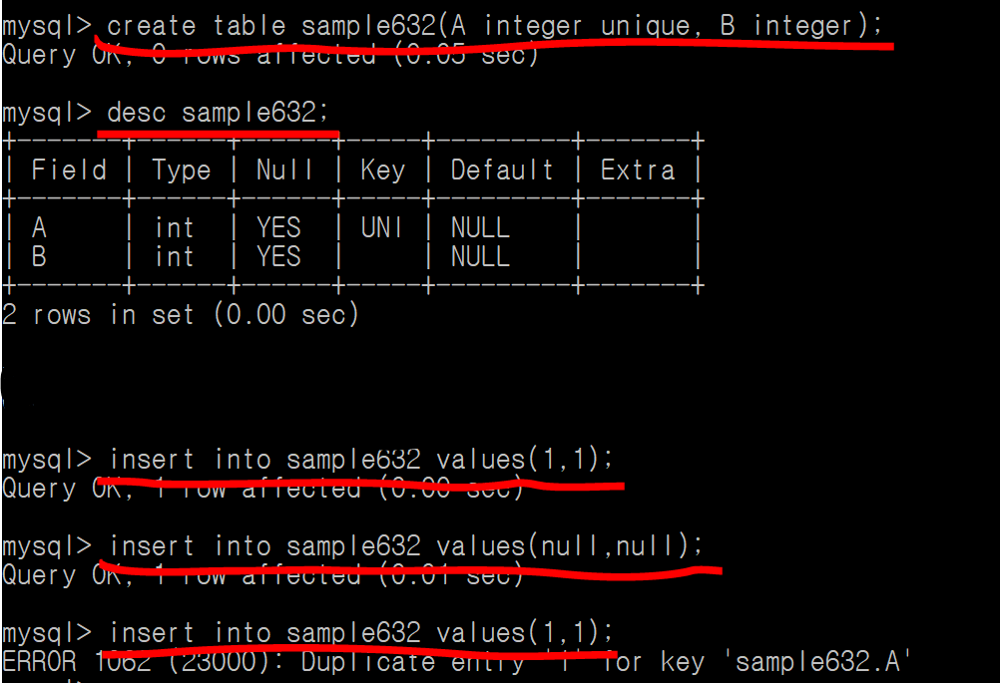 mysql> create table sample632(A integer unique, B integer);
Query OK, 0 rows affected (0.05 sec)
mysql> desc sample632;
+-------+------+------+-----+---------+-------+
| Field | Type | Null | Key | Default | Extra |
+-------+------+------+-----+---------+-------+
| A | int | YES | UNI | NULL | |
| B | int | YES | | NULL | |
+-------+------+------+-----+---------+-------+
2 rows in set (0.00 sec)
mysql> insert into sample632 values(1,1);
Query OK, 1 row affected (0.00 sec)
mysql> insert into sample632 values(null,null);
Query OK, 1 row affected (0.01 sec)
mysql> insert into sample632 values(1,1);
ERROR 1062 (23000): Duplicate entry '1' for key 'sample632.A'